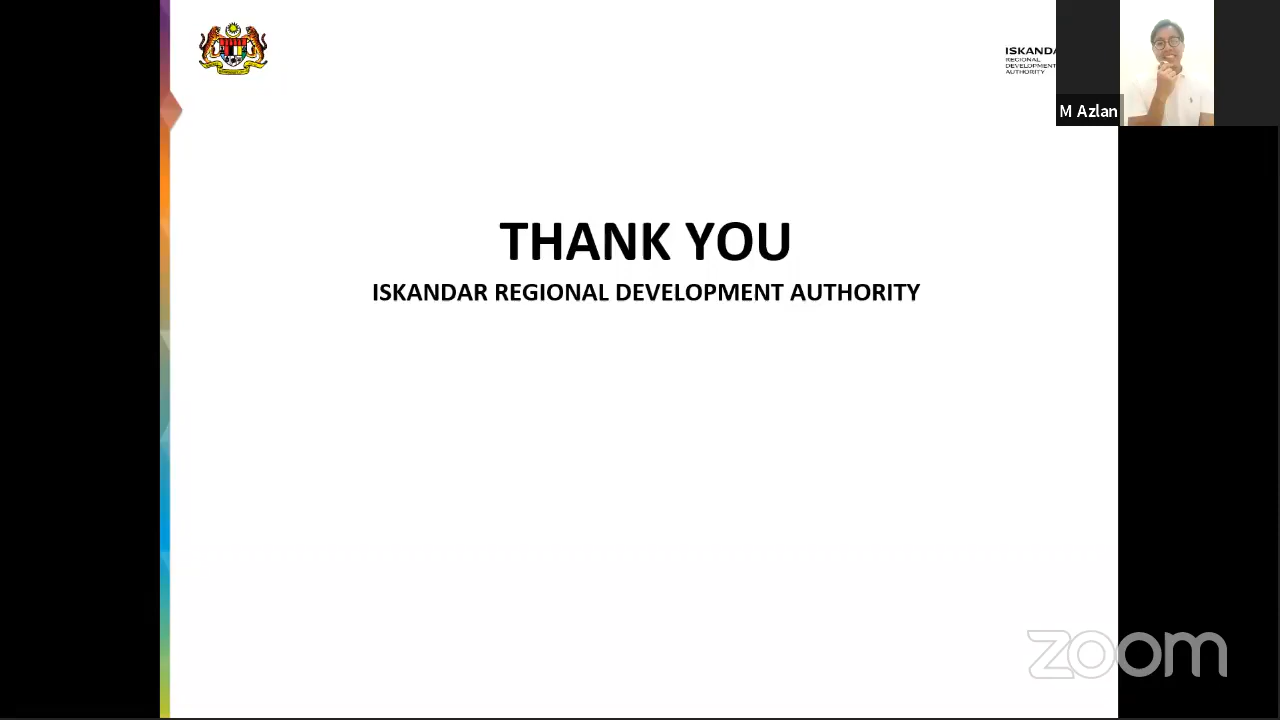 ISKANDA
REGIONAL
DEVELOPMENT
AUTHORITY
M Azlan
THANK YOU
ISKANDAR REGIONAL DEVELOPMENT AUTHORITY
zoom